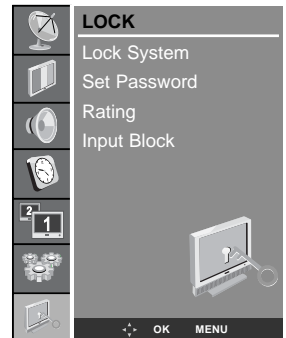 LOCK
Lock System
Set Password
Rating
Input Block
2
1
OK MENU